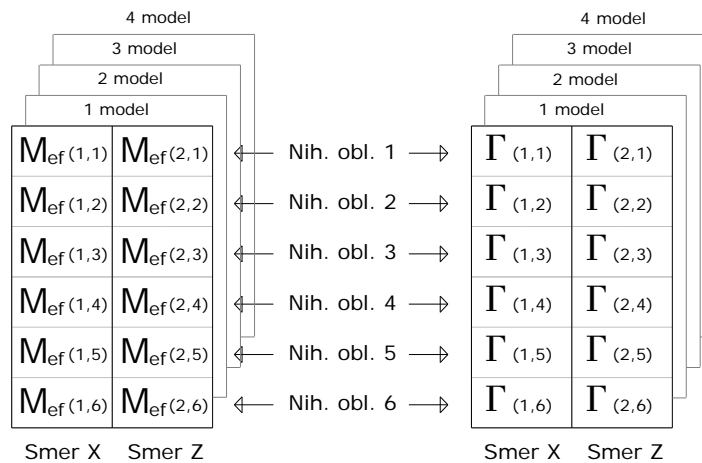 4 model 4 model
3 model 3 model
2 model 2 model
1 model 1 model
Mef(1,1) Mef(2,1) Nih. obl. 1 Γ (1,1) Γ (2,1)
Mef(1,2) Mef(2,2) Nih. obl. 2 Γ (1,2) Γ (2,2)
Mef(1,3) Mef(2,3) Nih. obl. 3 Γ (1,3) Γ (2,3)
Mef(1,4) Mef(2,4) Nih. obl. 4 Γ (1,4) Γ (2,4)
Mef(1,5) Mef(2,5) Nih. obl. 5 Γ (1,5) Γ (2,5)
Mef(1,6) Mef(2,6) Nih. obl. 6 Γ (1,6) Γ (2,6)
Smer X Smer Z Smer X Smer Z